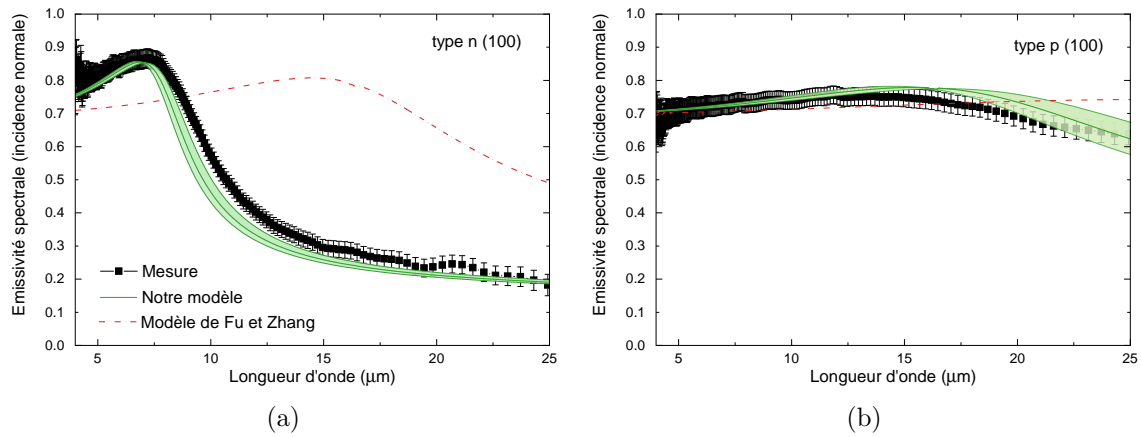 Emissivité spectrale (incidence normale)
1.0
0.9
0.8
0.7
0.6
0.5
0.4
0.3
0.2
0.1
0.0
type n (100)
Mesure
Notre modèle
Modèle de Fu et Zhang
5 10 15 20 25
Longueur d'onde (µm)
(a)
Emissivité spectrale (incidence normale)
1.0
0.9
0.8
0.7
0.6
0.5
0.4
0.3
0.2
0.1
0.0
type p (100)
5 10 15 20 25
Longueur d'onde (µm)
(b)